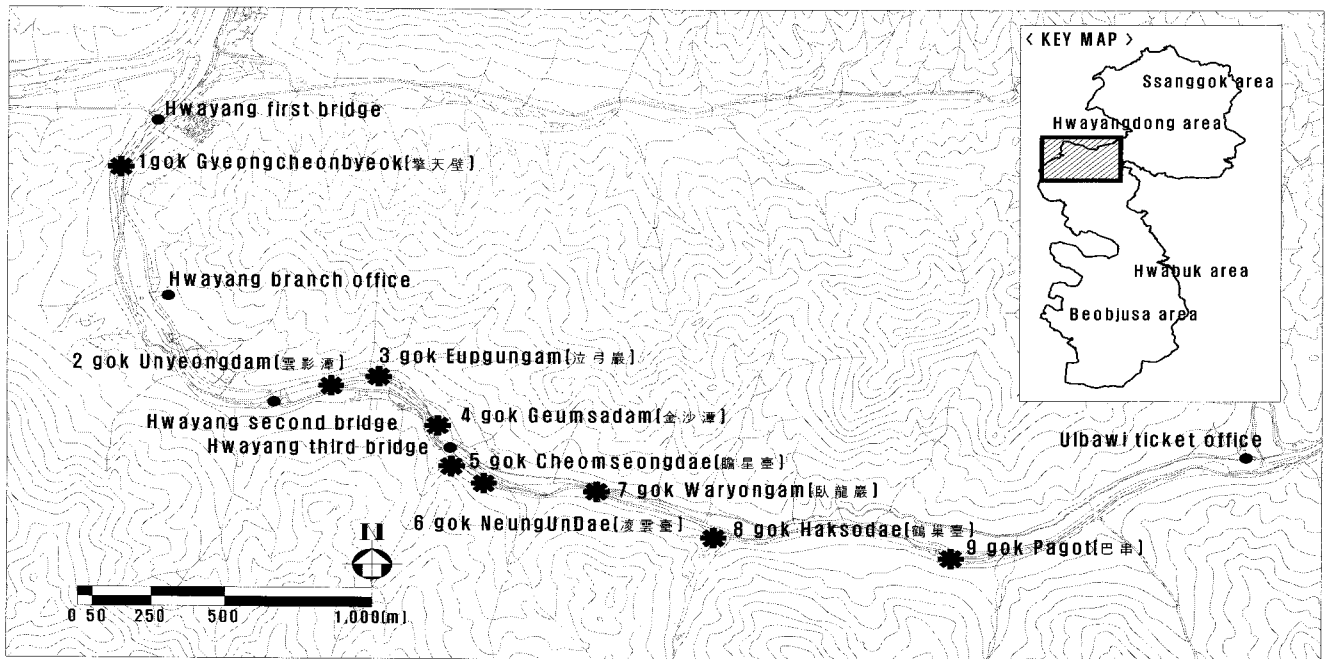 〈 KEY MAP 〉
Ssanggok area
Hwayangdong area
Hwabuk area
Beobjusa area
Hwayang first bridge
1gok Gyeongcheonbyeok(擎天壁)
Hwayang branch office
2 gok Unyeongdam(雲影潭)
3 gok Eupgungam(泣弓巖)
Hwayang second bridge
4 gok Geumsadam(金沙潭)
Hwayang third bridge
5 gok Cheomseongdae(瞻星臺)
Ulbawi ticket office
6 gok NeungUnDae(凌雲臺)
7 gok Waryongam(臥龍巖)
8 gok Haksodae(鶴巢臺)
9 gok Pagot(巴串)
N
0 50 250 500 1,000(m)